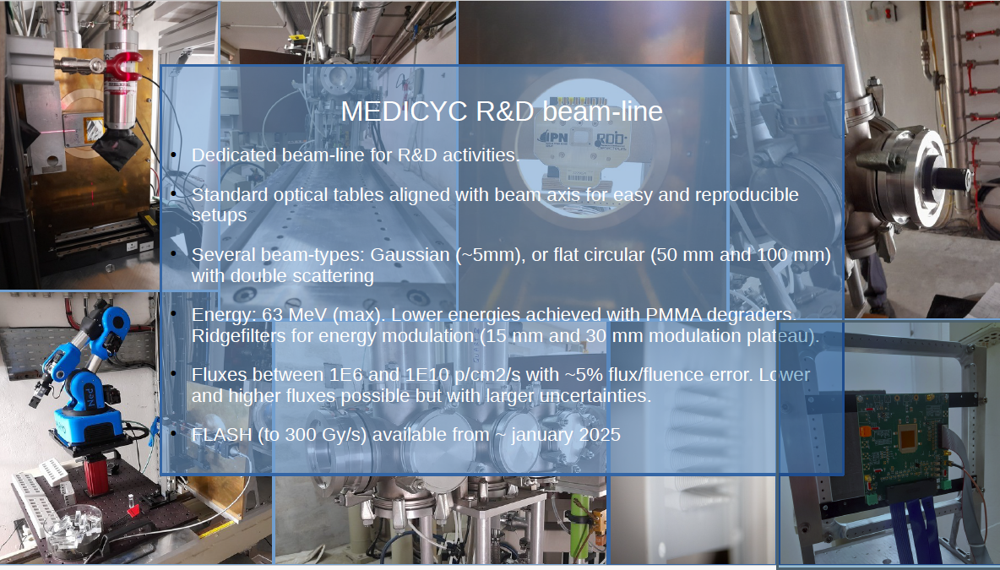 MEDICYC R&D beam-line
• Dedicated beam-line for R&D activities.
• Standard optical tables aligned with beam axis for easy and reproducible
setups
• Several beam-types: Gaussian (~5mm), or flat circular (50 mm and 100 mm)
with double scattering
• Energy: 63 MeV (max). Lower energies achieved with PMMA degraders.
Ridgefilters for energy modulation (15 mm and 30 mm modulation plateau).
• Fluxes between 1E6 and 1E10 p/cm2/s with ~5% flux/fluence error. Lower
and higher fluxes possible but with larger uncertainties.
• FLASH (to 300 Gy/s) available from ~ january 2025
IPN
Ned